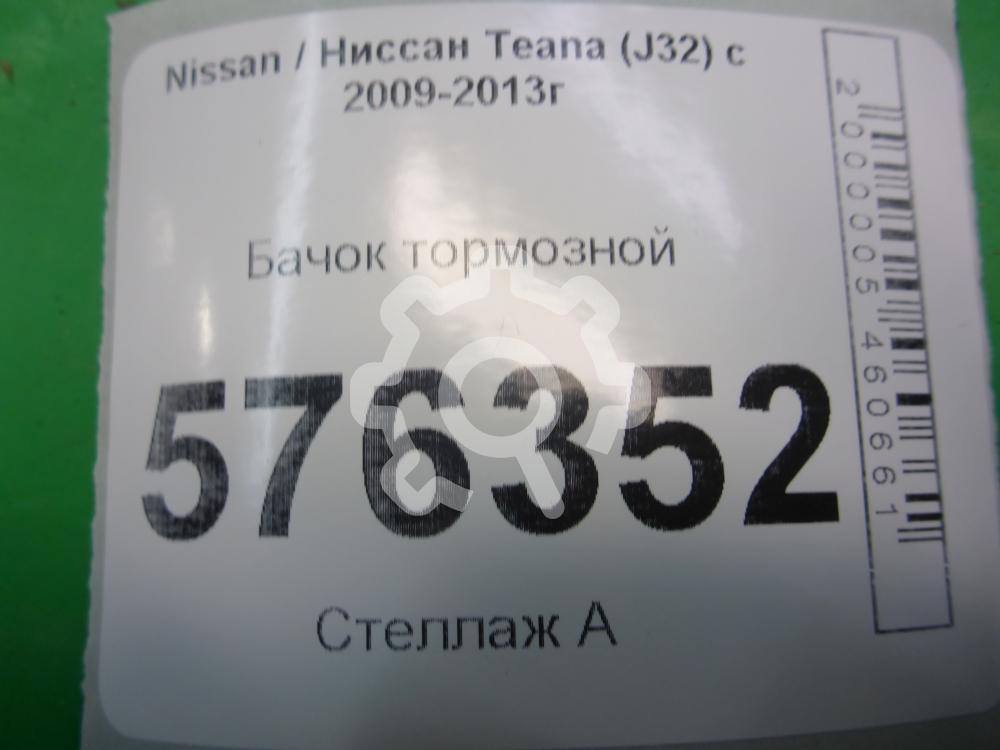 Nissan / Ниссан Teana (J32) с
2009-2013г
Бачок тормозной
576352
Стеллаж А
2000005460661